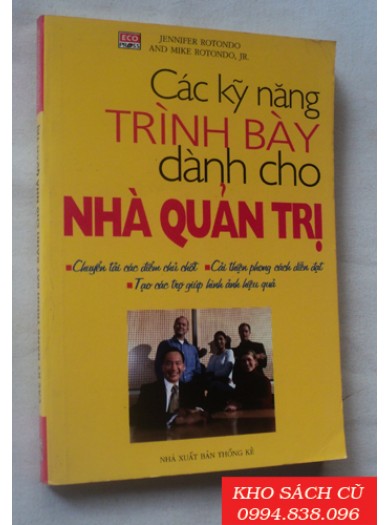 ECO
JENNIFER ROTONDO
AND MIKE ROTONDO, JR.
Các kỹ năng
TRÌNH BÀY
dành cho
NHÀ QUẢN TRỊ
▪Chuyển tải các điểm chủ chốt ▪Cải thiện phong cách diễn đạt
▪Tạo các trợ giúp hình ảnh hiệu quả
NHÀ XUẤT BẢN THỐNG KÊ
KHO SÁCH CŨ
0994.838.096